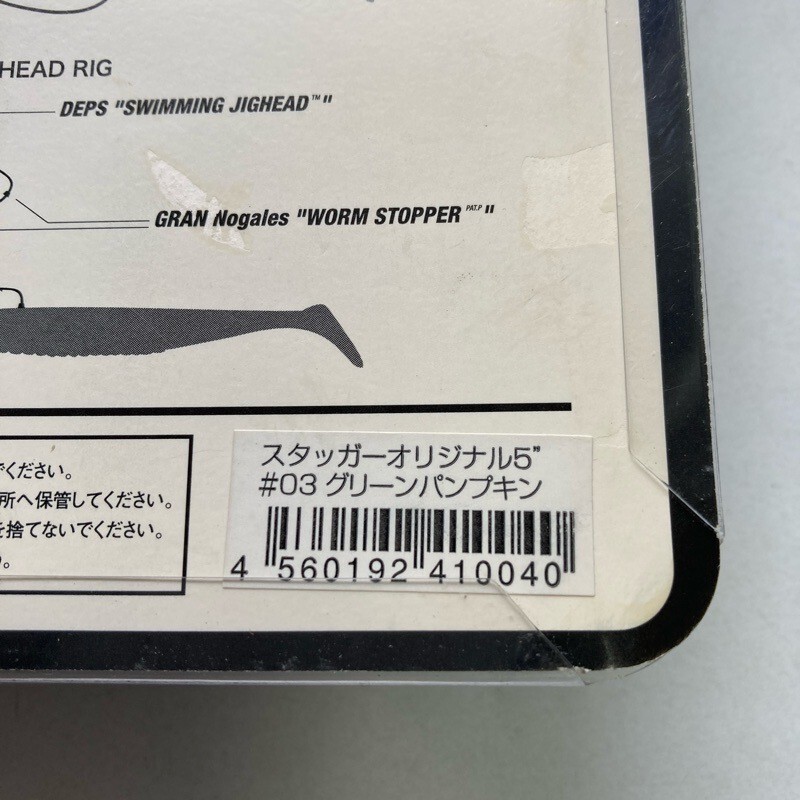 HEAD RIG
DEPS "SWIMMING JIGHEAD™"
GRAN Nogales "WORM STOPPER PAT.P"
ください。
所へ保管してください。
を捨てないでください。
スタッガーオリジナル5"
#03 グリーンパンプキン
4 560192 410040